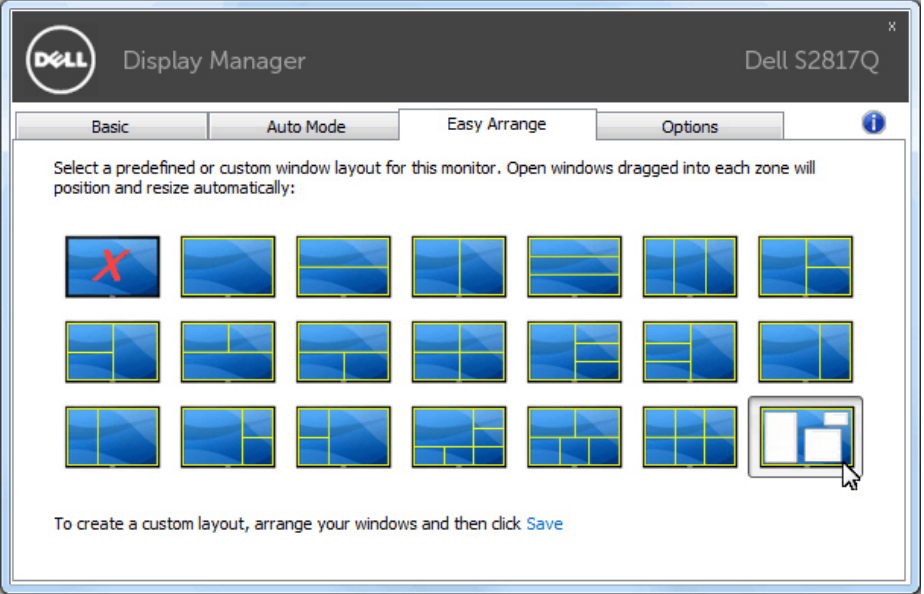 DELL
Display Manager
Dell S2817Q
x
Basic
Auto Mode
Easy Arrange
Options
i
Select a predefined or custom window layout for this monitor. Open windows dragged into each zone will
position and resize automatically:
X
To create a custom layout, arrange your windows and then click Save